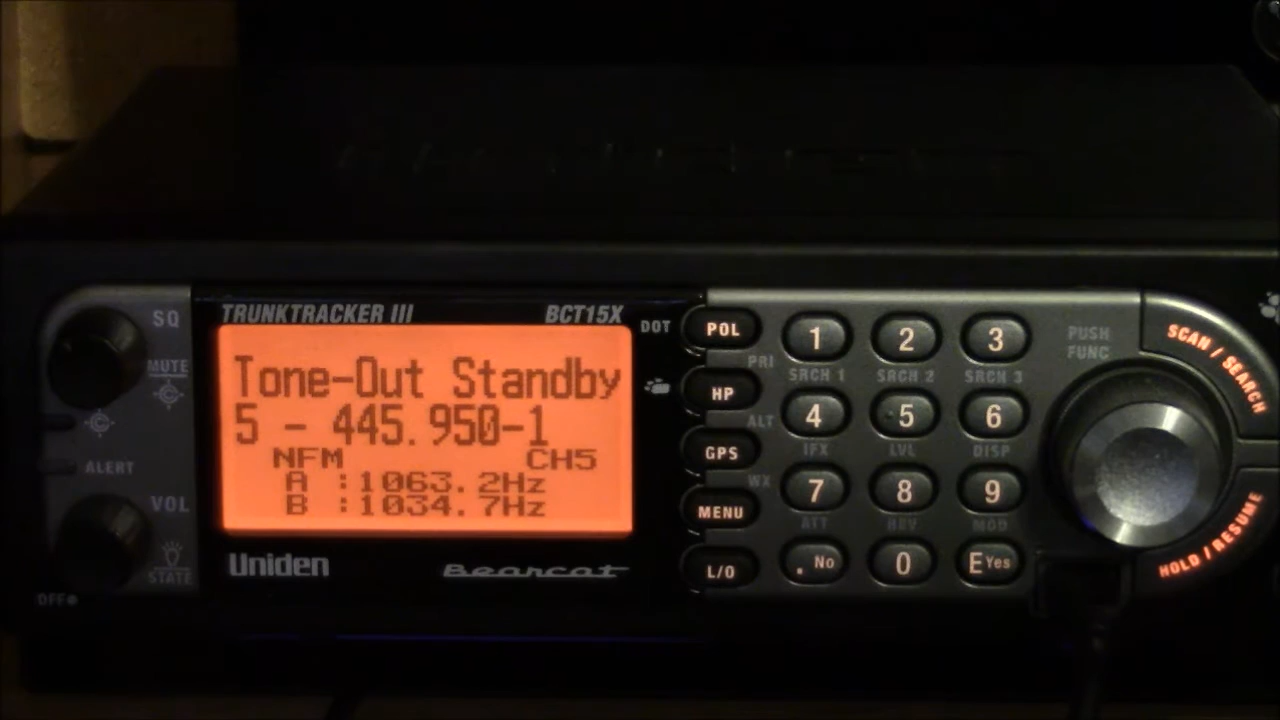 SQ
MUTE
ALERT
VOL
STATE
OFF
TRUNKTRACKER III BCT15X
Tone-Out Standby
5 - 445.950-1
NFM CH5
A :1063.2Hz
B :1034.7Hz
Uniden Bearcat
DOT POL 1 2 3
PRI SRCH 1 SRCH 2 SRCH 3
HP 4 5 6
ALT IFX LVL DISP
GPS 7 8 9
WX ATT REV MOD
MENU
L/O . No 0 E Yes
PUSH
FUNC
SCAN / SEARCH
HOLD / RESUME